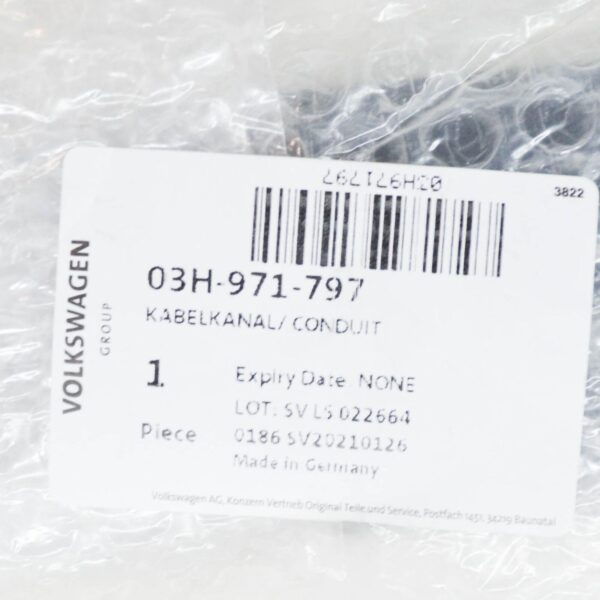 3822
03H971797
03H-971-797
KABELKANAL/ CONDUIT
1
Piece
Expiry Date: NONE
LOT: SV LS 022664
0186 SV20210126
Made in Germany
VOLKSWAGEN
GROUP
Volkswagen AG, Konzern Vertrieb Original Teile und Service, Postfach 1451, 34219 Baunatal